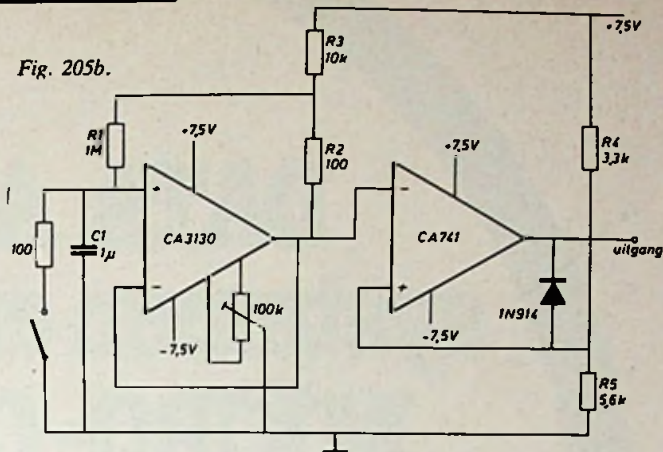 Fig. 205b.
+7,5V
R3
10k
R1
1M
+7,5V
R2
100
+7,5V
R4
3,3k
100
C1
1µ
+
CA3130
-
-
CA741
+
uitgang
1N914
100k
-7,5V
-7,5V
R5
5,6k